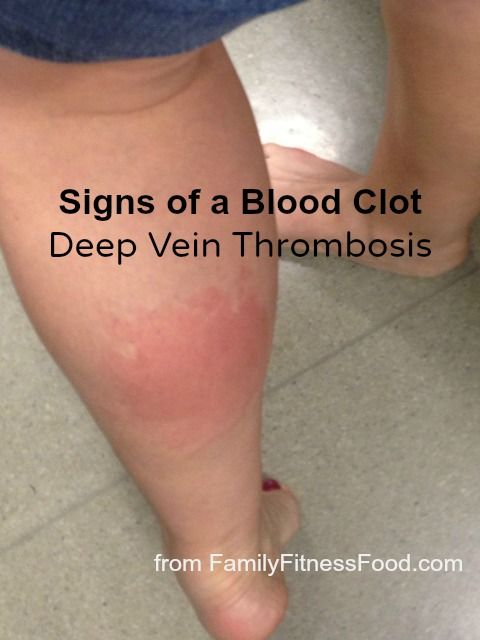 Signs of a Blood Clot
Deep Vein Thrombosis
from FamilyFitnessFood.com